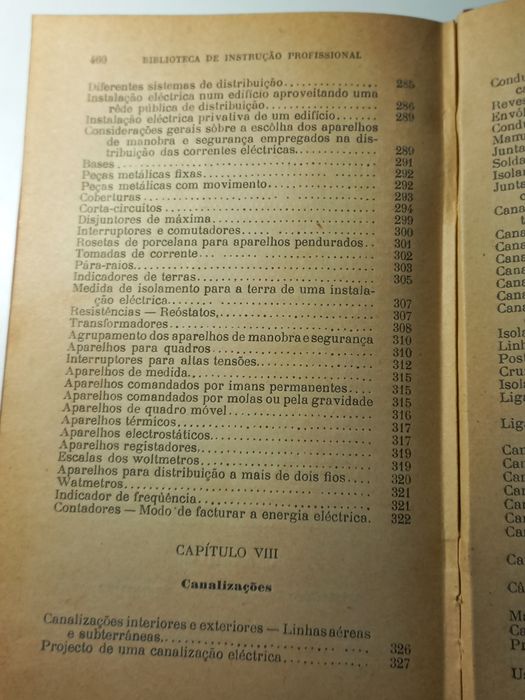 460 BIBLIOTECA DE INSTRUÇÃO PROFISSIONAL
Diferentes sistemas de distribuição 285
Instalação eléctrica num edifício aproveitando uma
rêde pública de distribuição 286
Instalação eléctrica privativa de um edifício 289
Considerações gerais sôbre a escôlha dos aparelhos
de manobra e segurança empregados na dis-
tribuição das correntes eléctricas 289
Bases 291
Peças metálicas fixas 292
Peças metálicas com movimento 292
Coberturas 293
Corta-circuitos 294
Disjuntores de máxima 299
Interruptores e comutadores 300
Rosetas de porcelana para aparelhos pendurados 301
Tomadas de corrente 302
Pára-raios 303
Indicadores de terras 305
Medida de isolamento para a terra de uma instala-
ção eléctrica 307
Resistências — Reóstatos 307
Transformadores 308
Agrupamento dos aparelhos de manobra e segurança 310
Aparelhos para quadros 310
Interruptores para altas tensões 312
Aparelhos de medida 315
Aparelhos comandados por imans permanentes 315
Aparelhos comandados por molas ou pela gravidade 315
Aparelhos de quadro móvel 316
Aparelhos térmicos 317
Aparelhos electrostáticos 317
Aparelhos registadores 319
Escalas dos woltmetros 319
Aparelhos para distribuição a mais de dois fios 320
Watmetros 321
Indicador de freqüência 321
Contadores — Modo de facturar a energia eléctrica. 322
CAPÍTULO VIII
Canalizações
Canalizações interiores e exteriores — Linhas aéreas
e subterrâneas 326
Projecto de uma canalização eléctrica 327